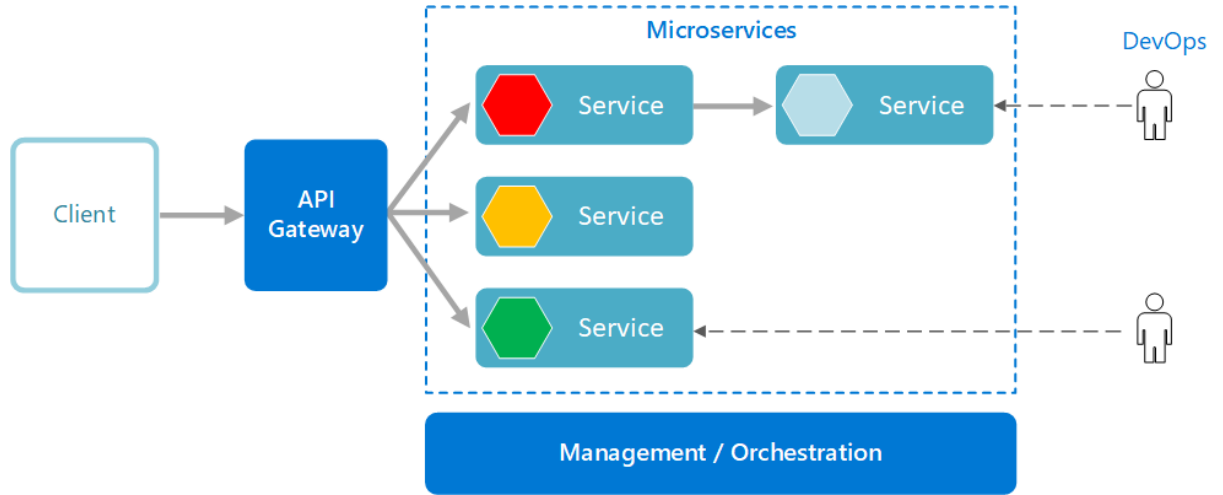 Microservices
DevOps
Service
Service
Client
API
Gateway
Service
Service
Management / Orchestration